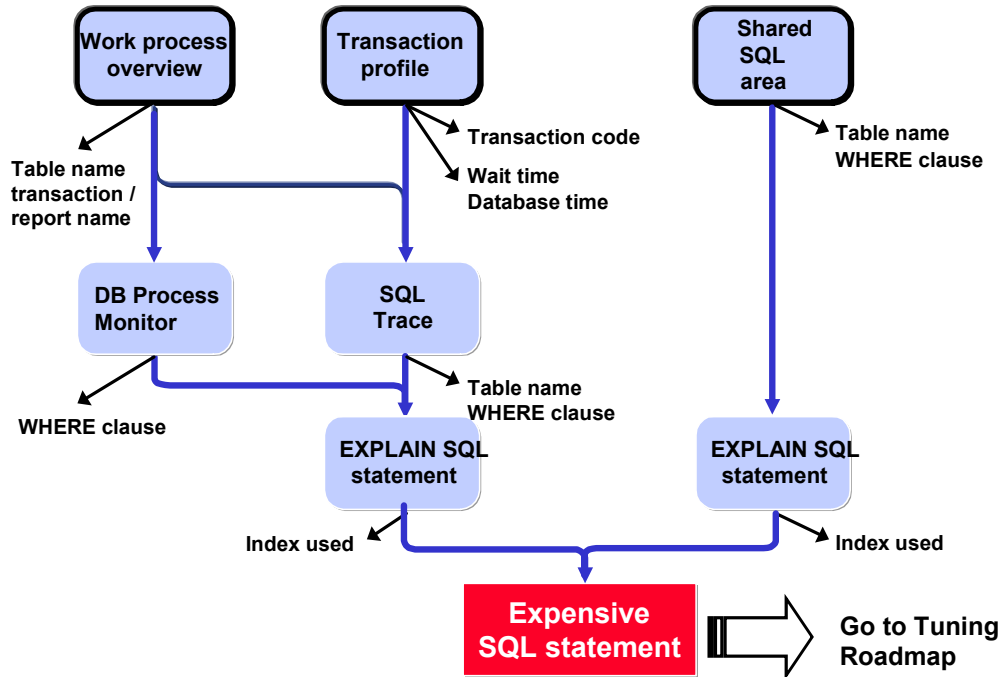 Work process
overview
Transaction
profile
Shared
SQL
area
Transaction code
Table name
WHERE clause
Table name
transaction /
report name
Wait time
Database time
DB Process
Monitor
SQL
Trace
WHERE clause
Table name
WHERE clause
EXPLAIN SQL
statement
EXPLAIN SQL
statement
Index used
Index used
Expensive
SQL statement
Go to Tuning
Roadmap